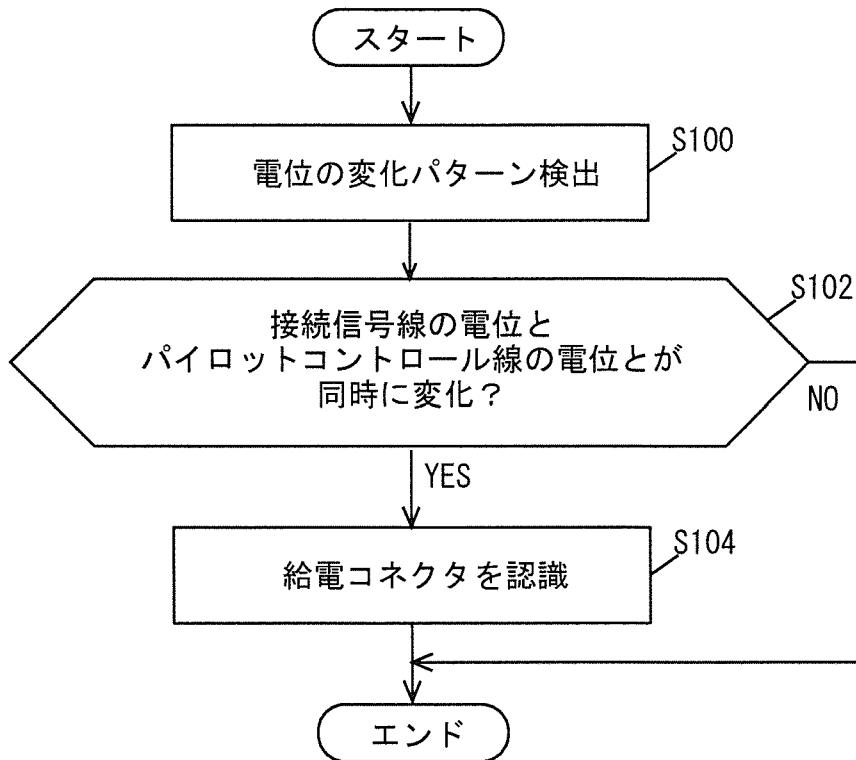 スタート
電位の変化パターン検出
S100
接続信号線の電位と
パイロットコントロール線の電位とが
同時に変化？
S102
NO
YES
給電コネクタを認識
S104
エンド